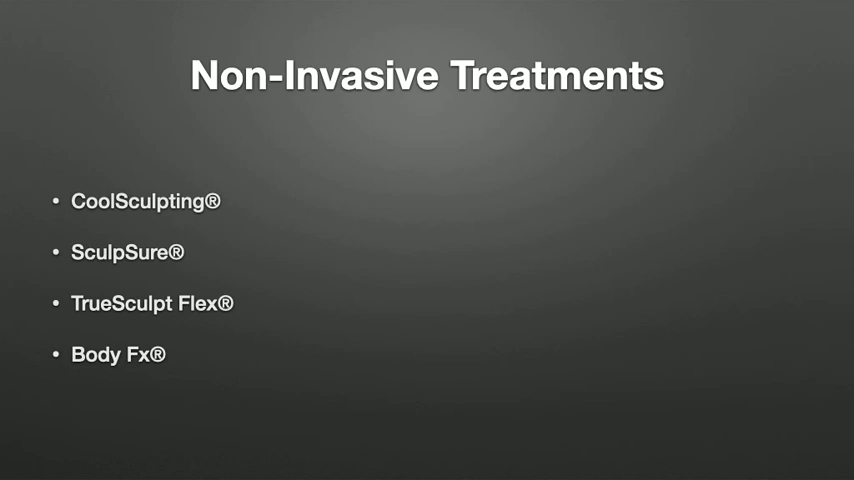 Non-Invasive Treatments
• CoolSculpting®
• SculpSure®
• TrueSculpt Flex®
• Body Fx®